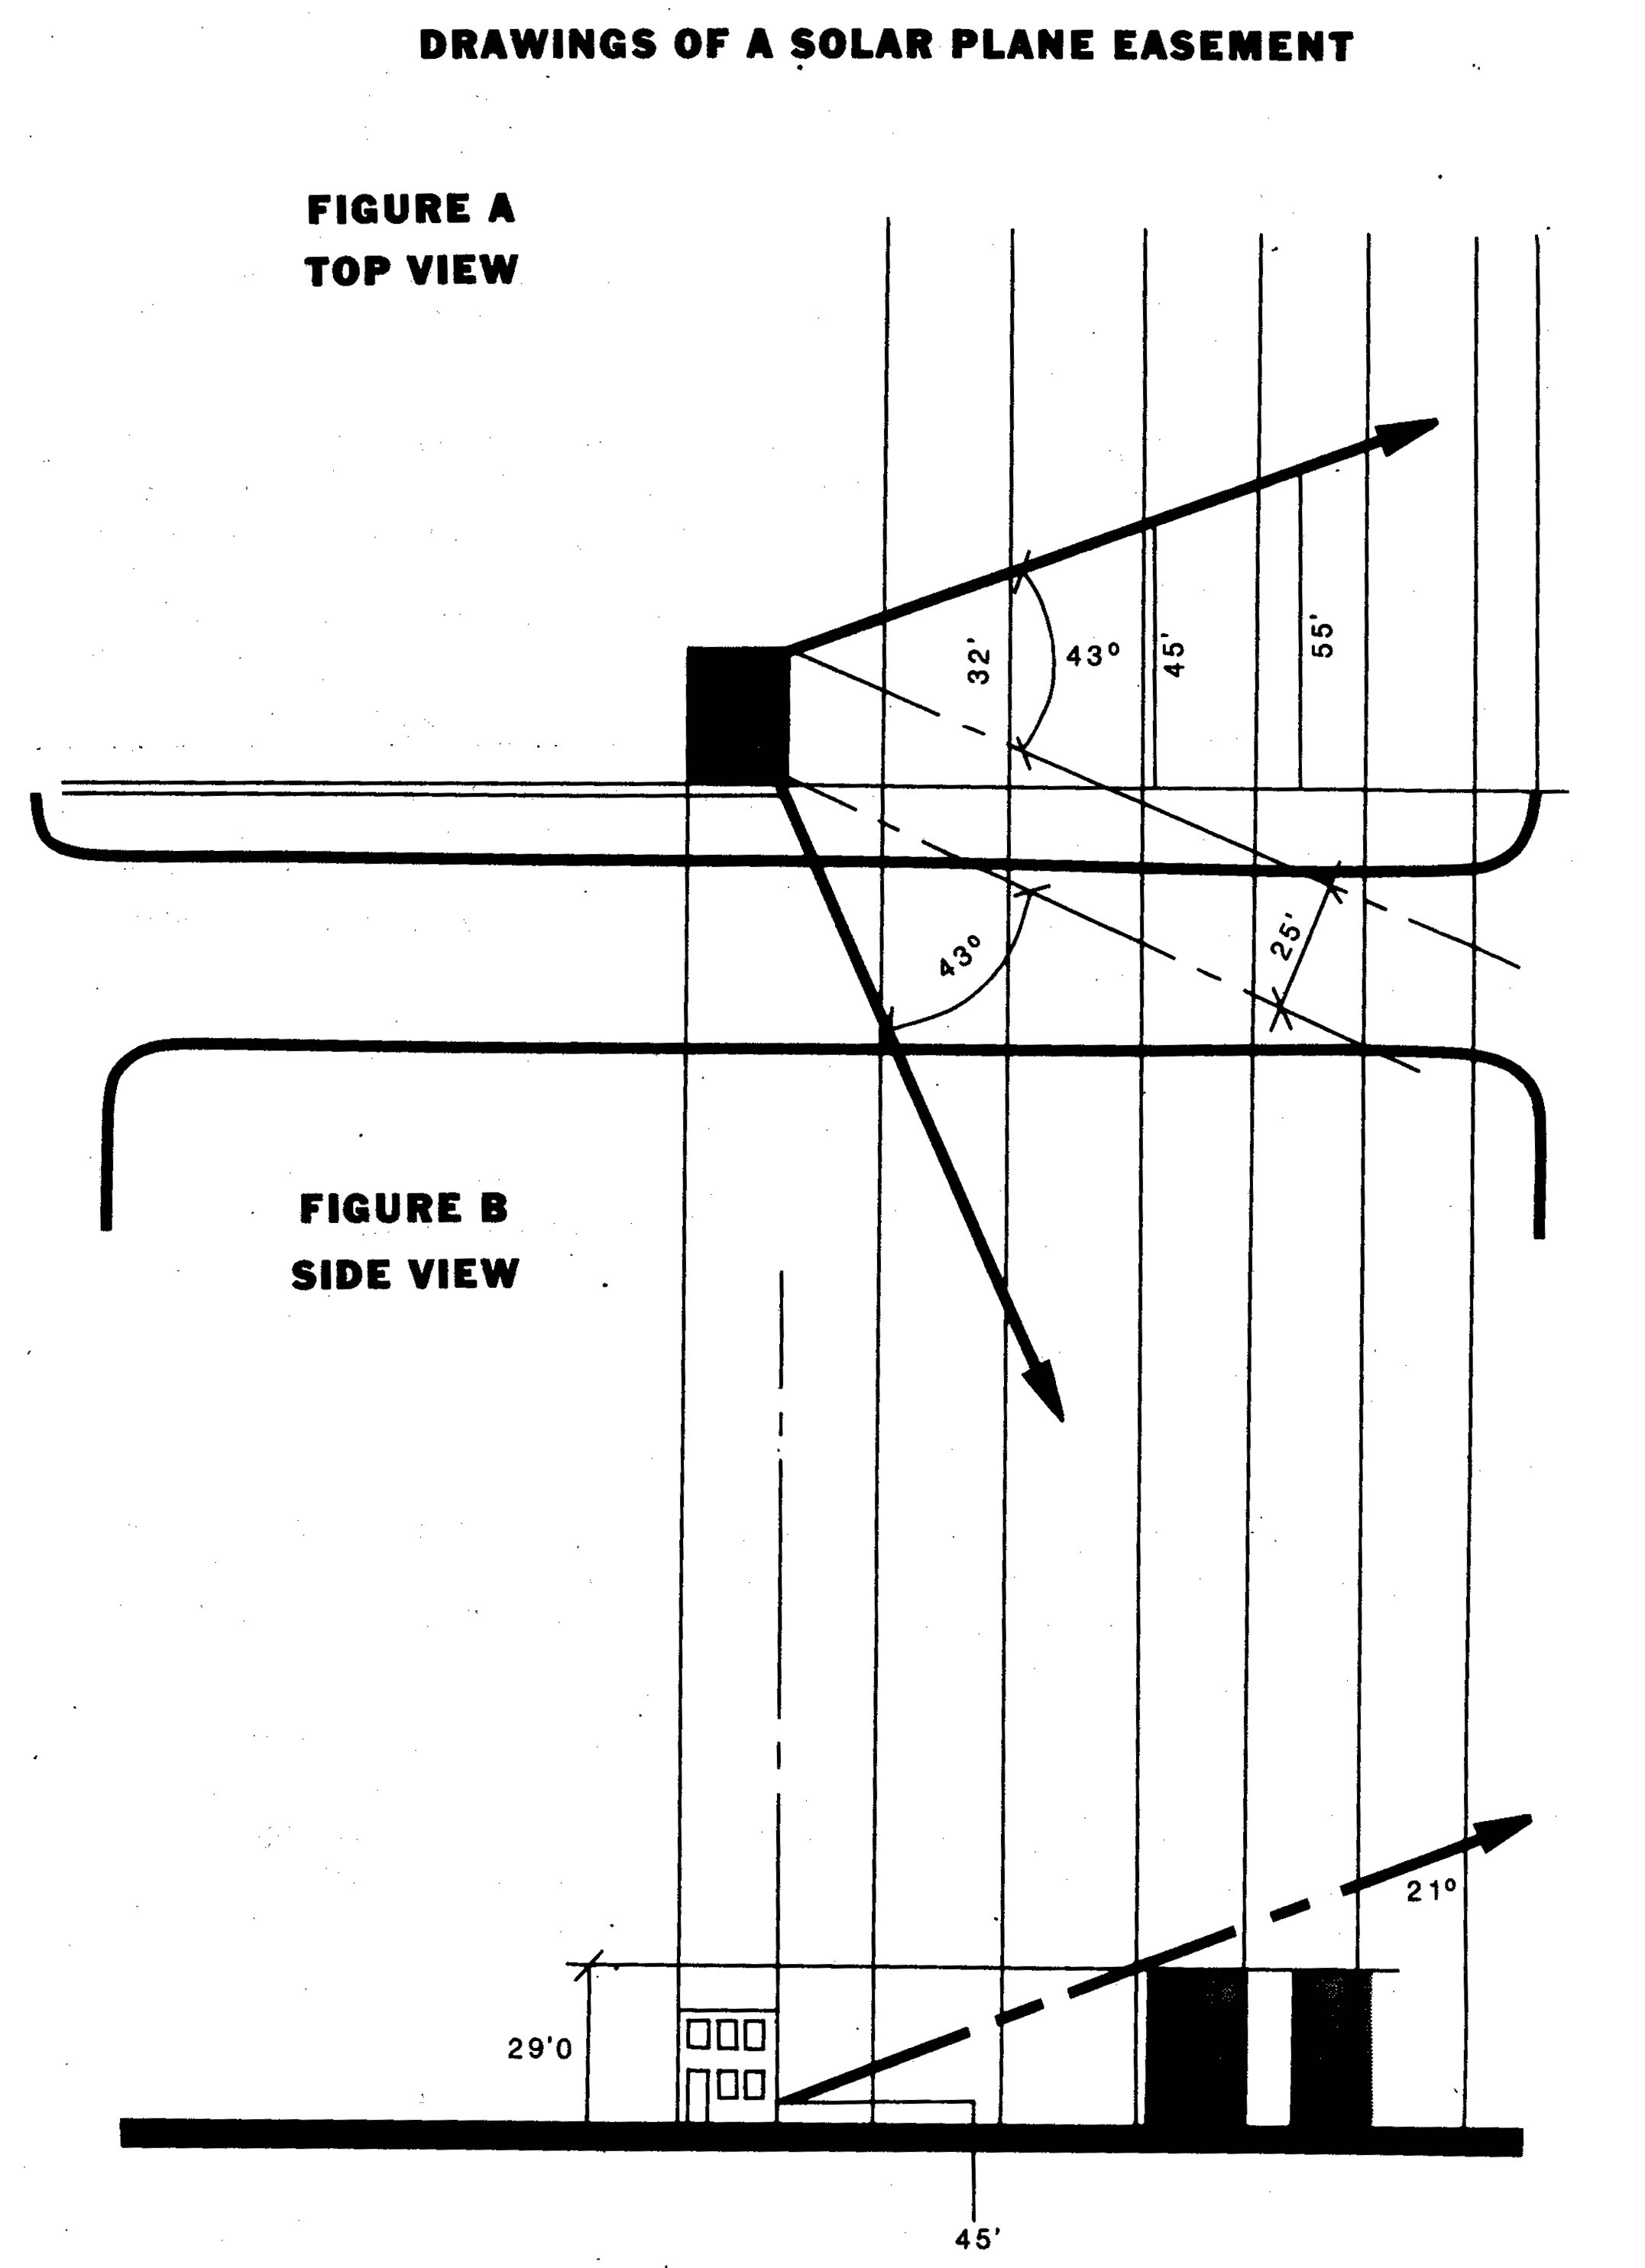 DRAWINGS OF A SOLAR PLANE EASEMENT
FIGURE A
TOP VIEW
32'
43°
45'
55'
43°
25'
FIGURE B
SIDE VIEW
21°
29'0
45'